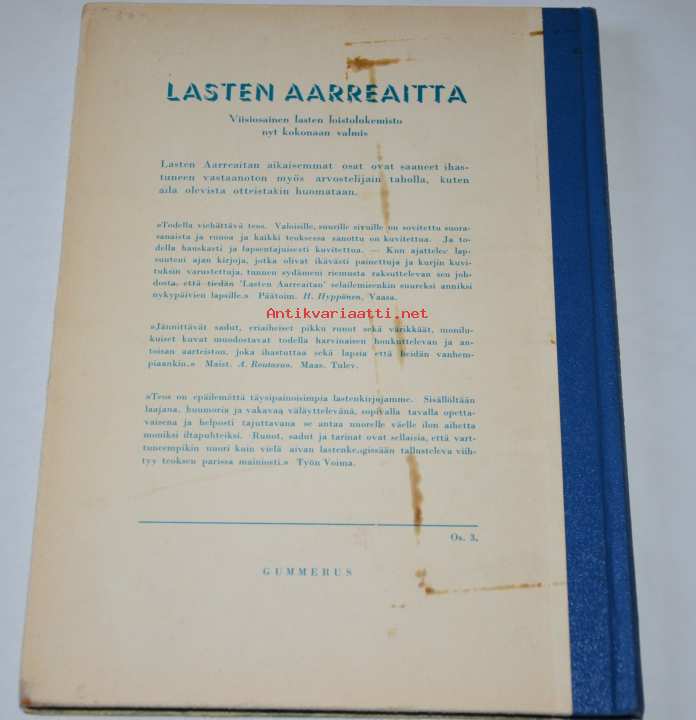 LASTEN AARREAITTA
Viisiosainen lasten loistolukemisto
nyt kokonaan valmis
Lasten Aarreaitan aikaisemmat osat ovat saaneet ihas-
tuneen vastaanoton myös arvostelijain taholla, kuten
alla olevista otteistakin huomataan.
»Todella viehättävä teos. Valoisille, suurille sivuille on sovitettu suora-
sanaista ja runoa ja kaikki teoksessa sanottu on kuvitettua. Ja to-
della hauskasti ja lapsentajuisesti kuvitettua. — Kun ajattelee lap-
suuteni ajan kirjoja, jotka olivat ikävästi painettuja ja kurjin kuvi-
tuksin varustettuja, tunnen sydämeni riemusta raksuttelevan sen joh-
dosta, että tiedän 'Lasten Aarreaitan' selailemisenkin suureksi anniksi
nykypäivien lapsille.» Päätoim. H. Hyppönen, Vaasa.
Antikvariaatti.net
»Jännittävät sadut, eriaiheiset pikku runot sekä värikkäät, monilu-
kuiset kuvat muodostavat todella harvinaisen houkuttelevan ja an-
toisan aarteiston, joka ihastuttaa sekä lapsia että heidän vanhem-
piaankin.» Maist. A. Routavas. Maas. Tulev.
»Teos on epäilemättä täysipainoisimpia lastenkirjojamme. Sisällöltään
laajana, huumoria ja vakavaa väläyttelevänä, sopivalla tavalla opetta-
vaisena ja helposti tajuttavana se antaa nuorelle väelle ilon aihetta
moniksi iltapuhteiksi. Runot, sadut ja tarinat ovat sellaisia, että vart-
tuneempikin nuori kuin vielä aivan lastenkengissään tallusteleva viih-
tyy teoksen parissa mainiosti.» Työn Voima.
Os. 3.
GUMMERUS